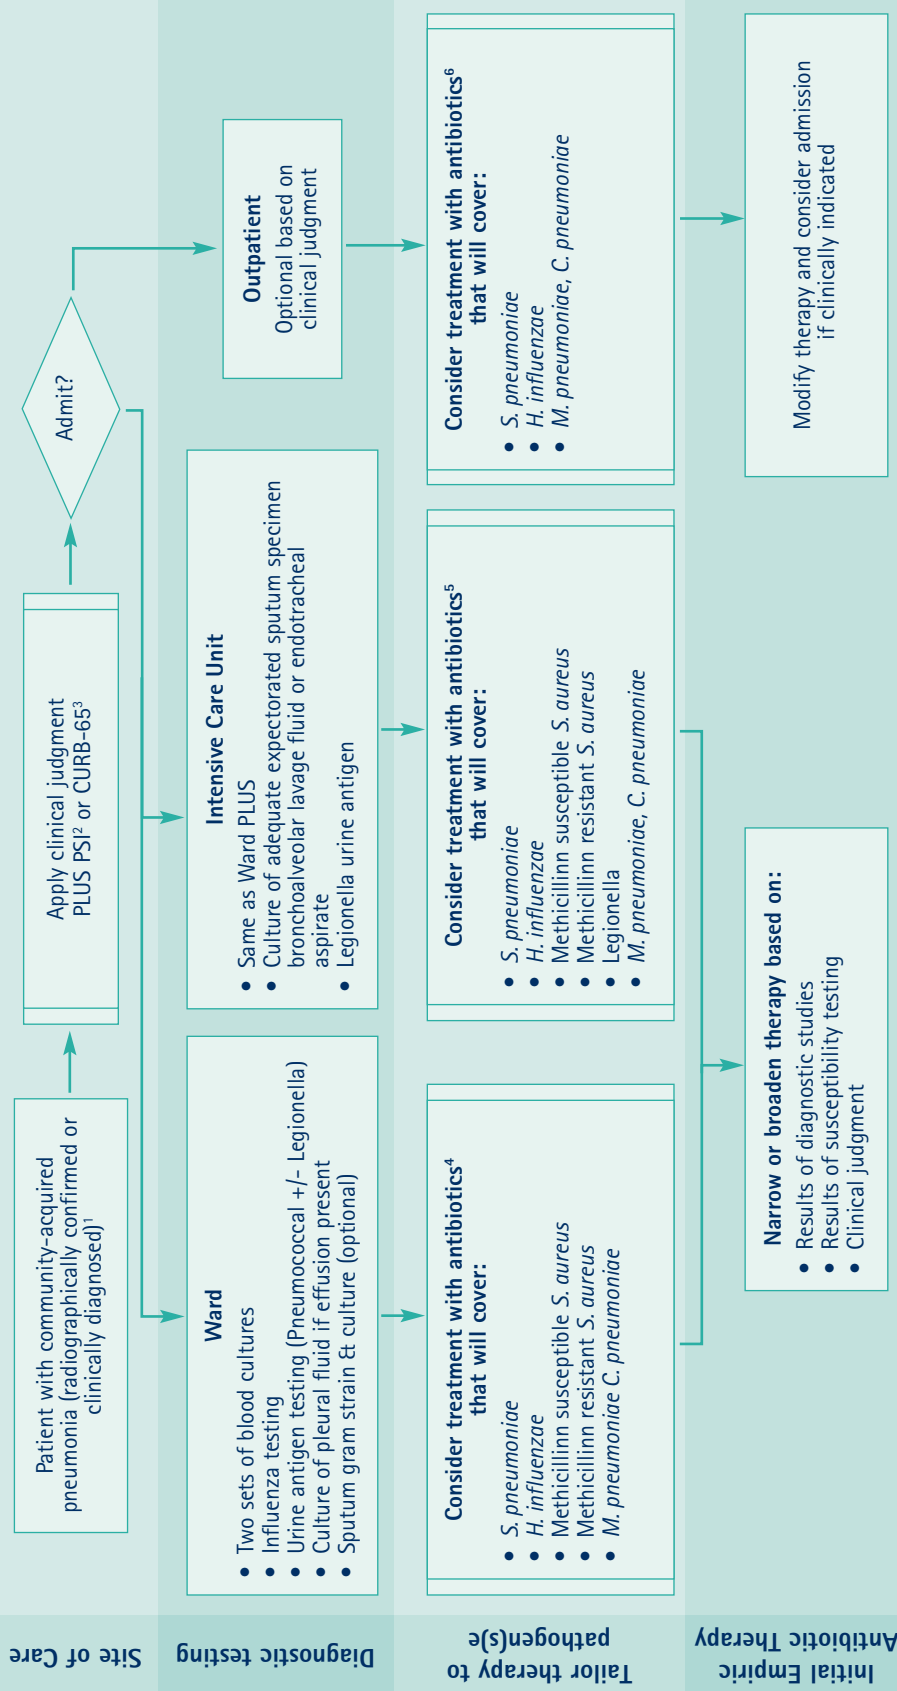 Site of Care
Patient with community-acquired
pneumonia (radiographically confirmed or
clinically diagnosed)1
Apply clinical judgment
PLUS PSI2 or CURB-653
Admit?
Diagnostic testing
Ward
• Two sets of blood cultures
• Influenza testing
• Urine antigen testing (Pneumococcal +/- Legionella)
• Culture of pleural fluid if effusion present
• Sputum gram strain & culture (optional)
Intensive Care Unit
• Same as Ward PLUS
• Culture of adequate expectorated sputum specimen
bronchoalveolar lavage fluid or endotracheal
aspirate
• Legionella urine antigen
Outpatient
Optional based on
clinical judgment
Tailor therapy to
pathogen(s)e
Consider treatment with antibiotics4
that will cover:
• S. pneumoniae
• H. influenzae
• Methicillinn susceptible S. aureus
• Methicillinn resistant S. aureus
• M. pneumoniae C. pneumoniae
Consider treatment with antibiotics5
that will cover:
• S. pneumoniae
• H. influenzae
• Methicillinn susceptible S. aureus
• Methicillinn resistant S. aureus
• Legionella
• M. pneumoniae, C. pneumoniae
Consider treatment with antibiotics6
that will cover:
• S. pneumoniae
• H. influenzae
• M. pneumoniae, C. pneumoniae
Initial Empiric
Antibiotic Therapy
Narrow or broaden therapy based on:
• Results of diagnostic studies
• Results of susceptibility testing
• Clinical judgment
Modify therapy and consider admission
if clinically indicated